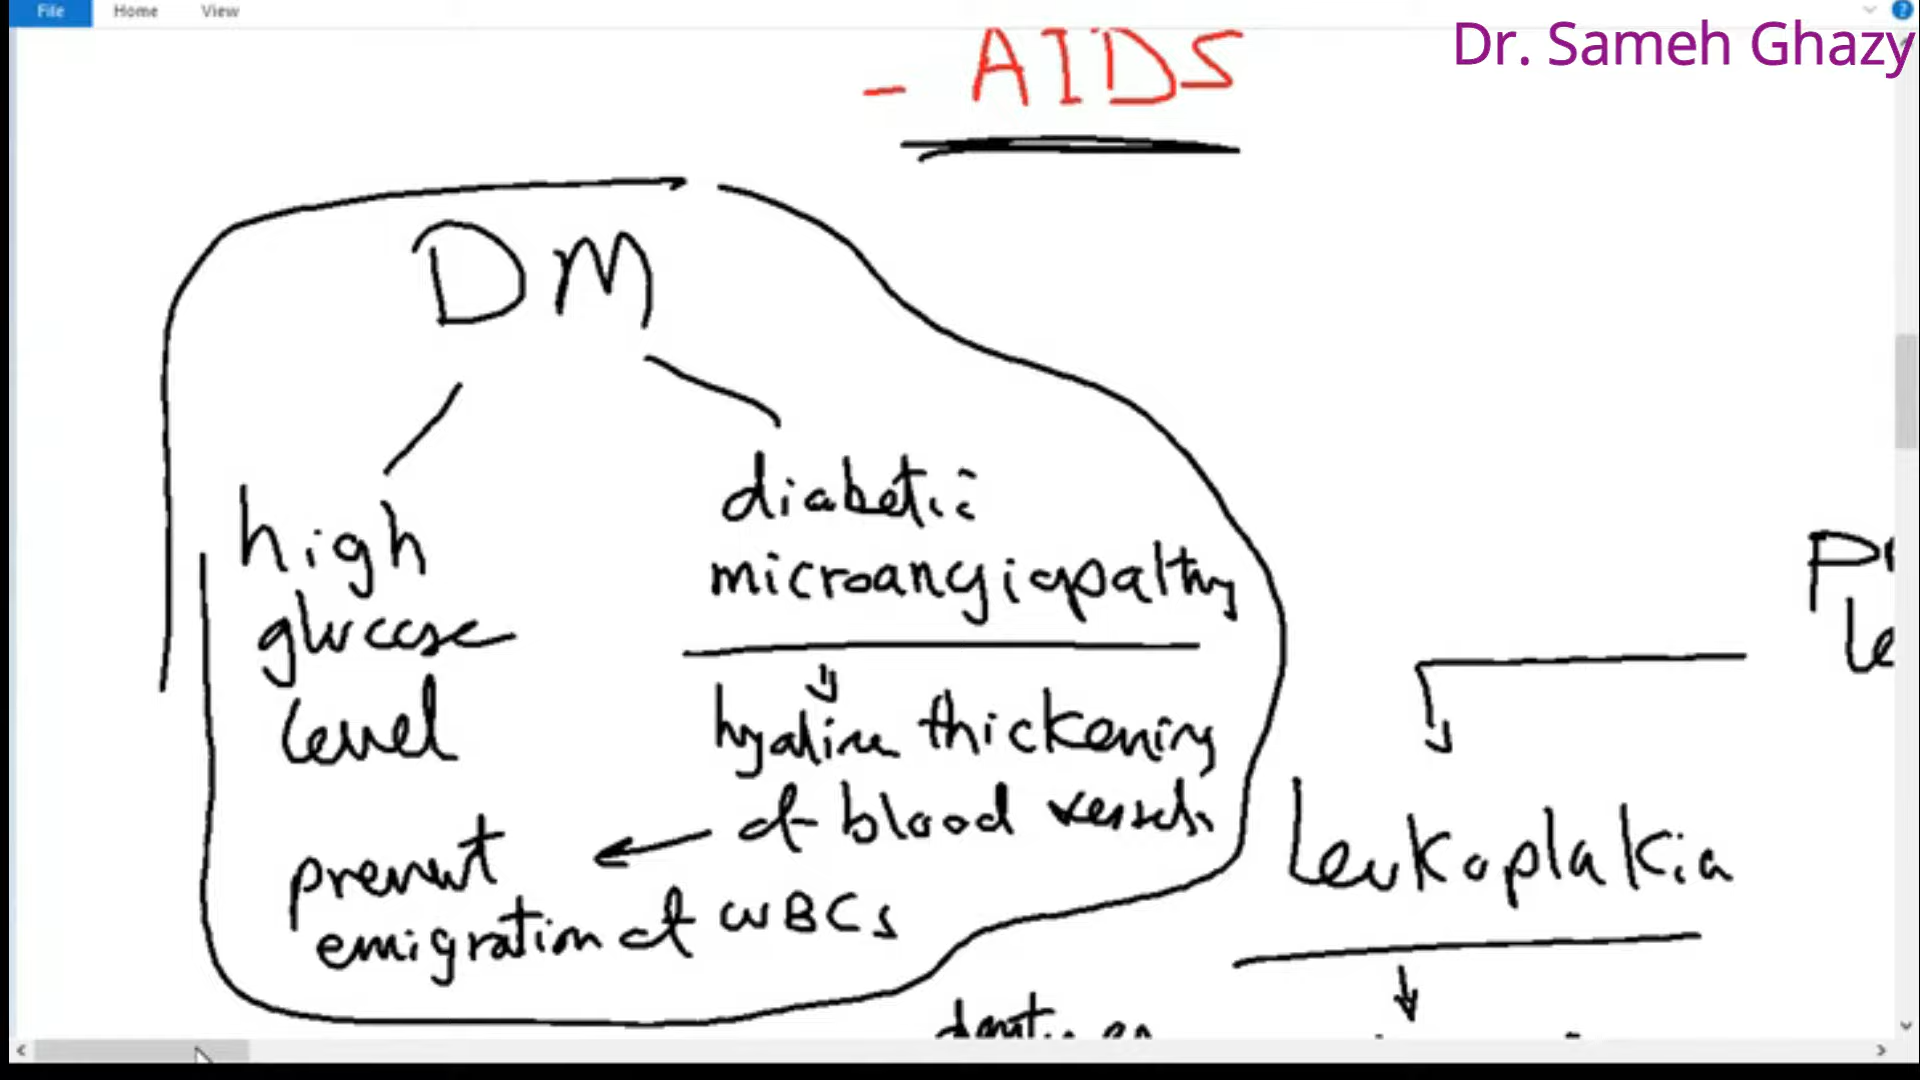 File Home View
Dr. Sameh Ghazy
- AIDS
DM
high
glucose
level
diabetic
microangiopathy
hyaline thickening
of blood vessels
prevent
emigration of WBCs
Leukoplakia